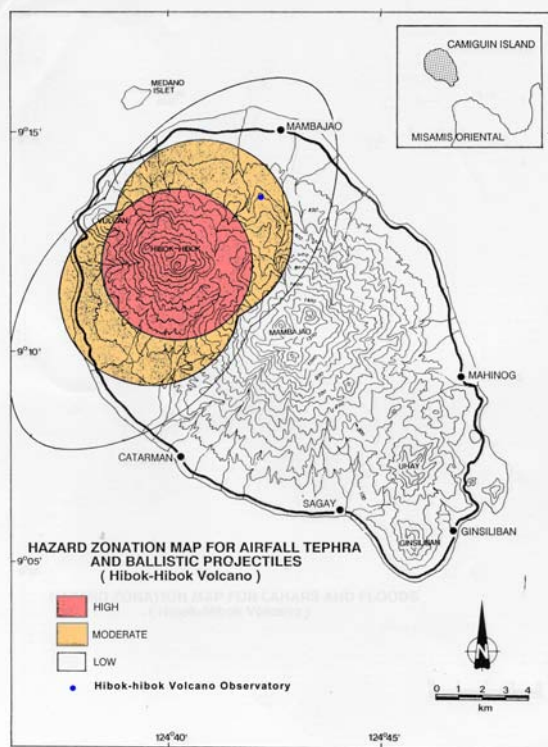 CAMIGUIN ISLAND
MISAMIS ORIENTAL
MEDANO
ISLET
9°15'
MAMBAJAO
VULCAN
HIBOK-HIBOK
MAMBAJAO
9°10'
MAHINOG
CATARMAN
UHAY
SAGAY
GINSILIBAN
GINSILIBAN
HAZARD ZONATION MAP FOR AIRFALL TEPHRA
AND BALLISTIC PROJECTILES
( Hibok-Hibok Volcano )
9°05'
HIGH
MODERATE
LOW
Hibok-hibok Volcano Observatory
N
0 1 2 3 4
km
124°40'
124°45'